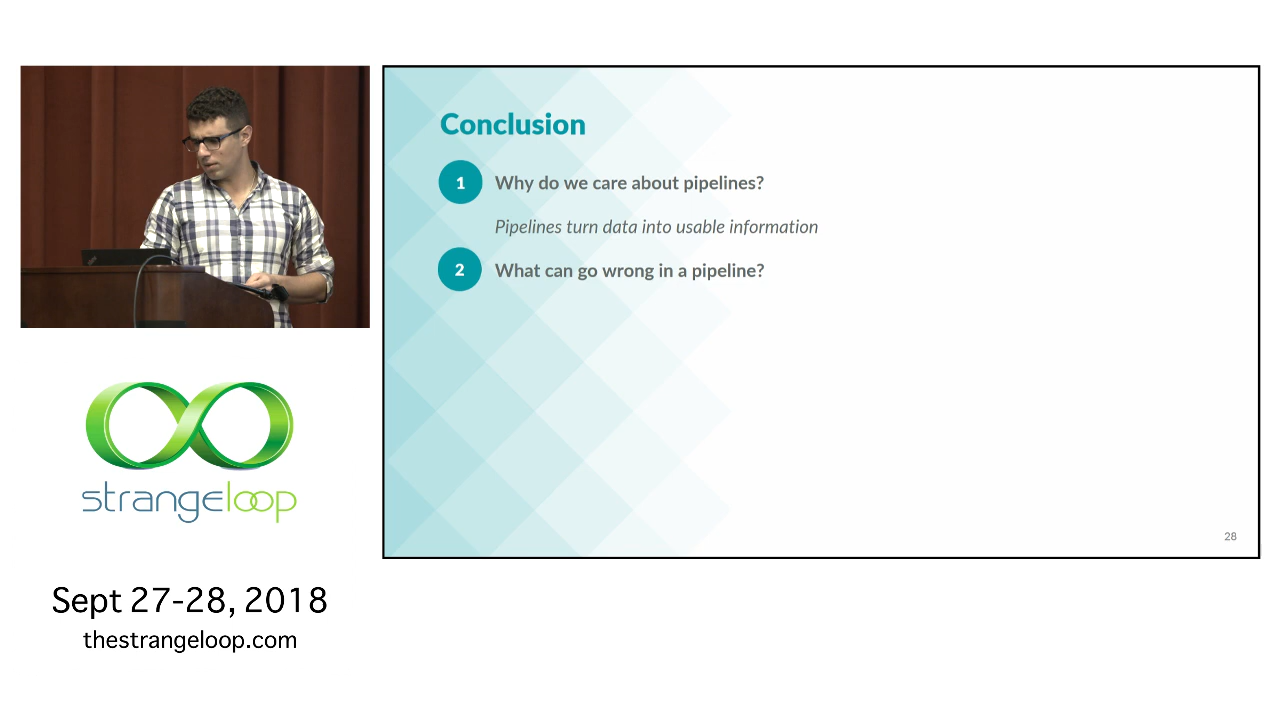 Conclusion
1 Why do we care about pipelines?
Pipelines turn data into usable information
2 What can go wrong in a pipeline?
28
strangeloop
Sept 27-28, 2018
thestrangeloop.com